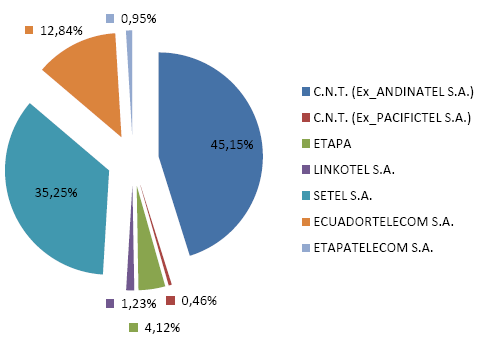 0,95%
12,84%
45,15%
35,25%
0,46%
1,23%
4,12%
C.N.T. (Ex_ANDINATEL S.A.)
C.N.T. (Ex_PACIFICTEL S.A.)
ETAPA
LINKOTEL S.A.
SETEL S.A.
ECUADORTELECOM S.A.
ETAPATELECOM S.A.